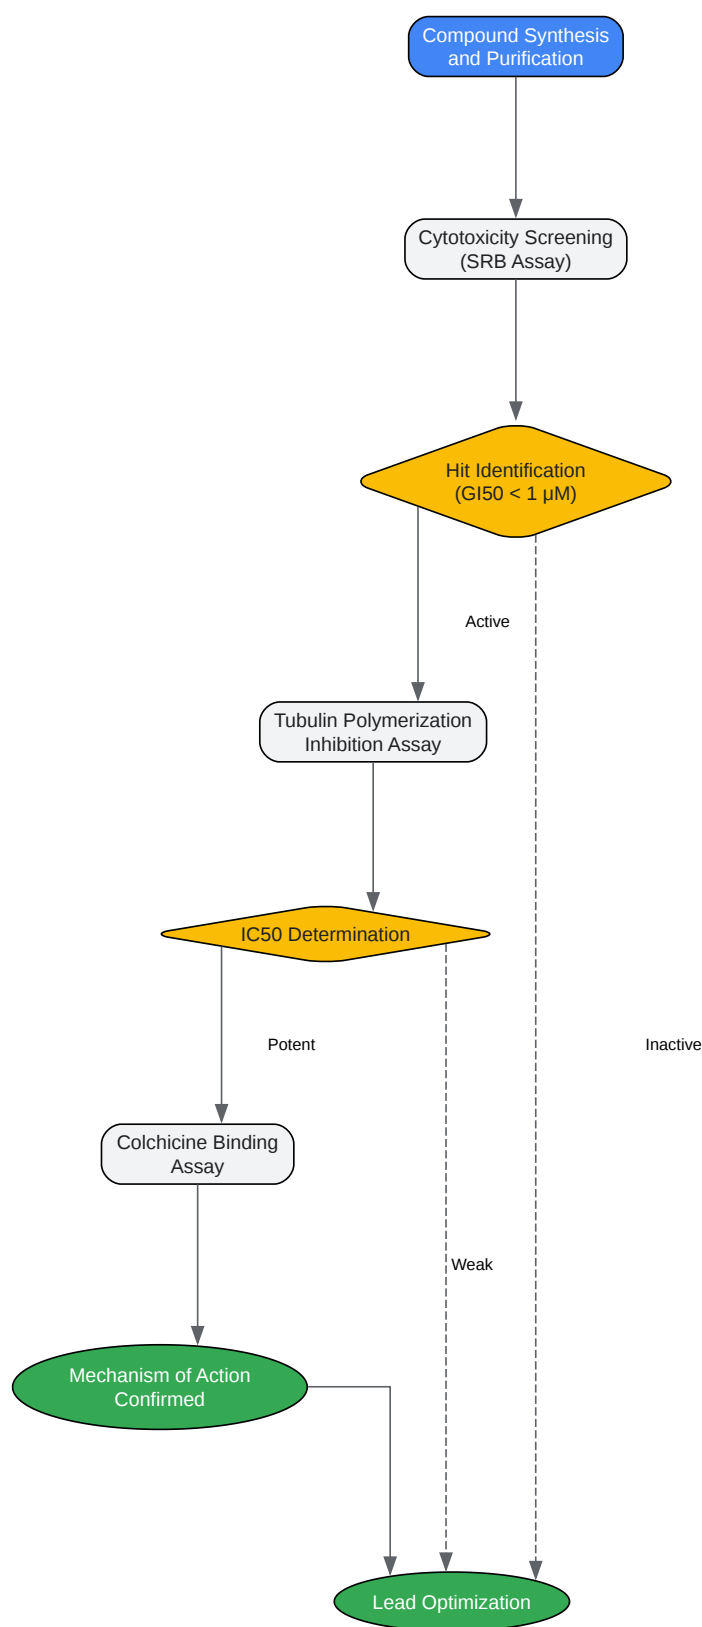 Compound Synthesis
and Purification
Cytotoxicity Screening
(SRB Assay)
Hit Identification
(GI50 < 1 μM)
Active
Tubulin Polymerization
Inhibition Assay
IC50 Determination
Potent
Inactive
Colchicine Binding
Assay
Weak
Mechanism of Action
Confirmed
Lead Optimization